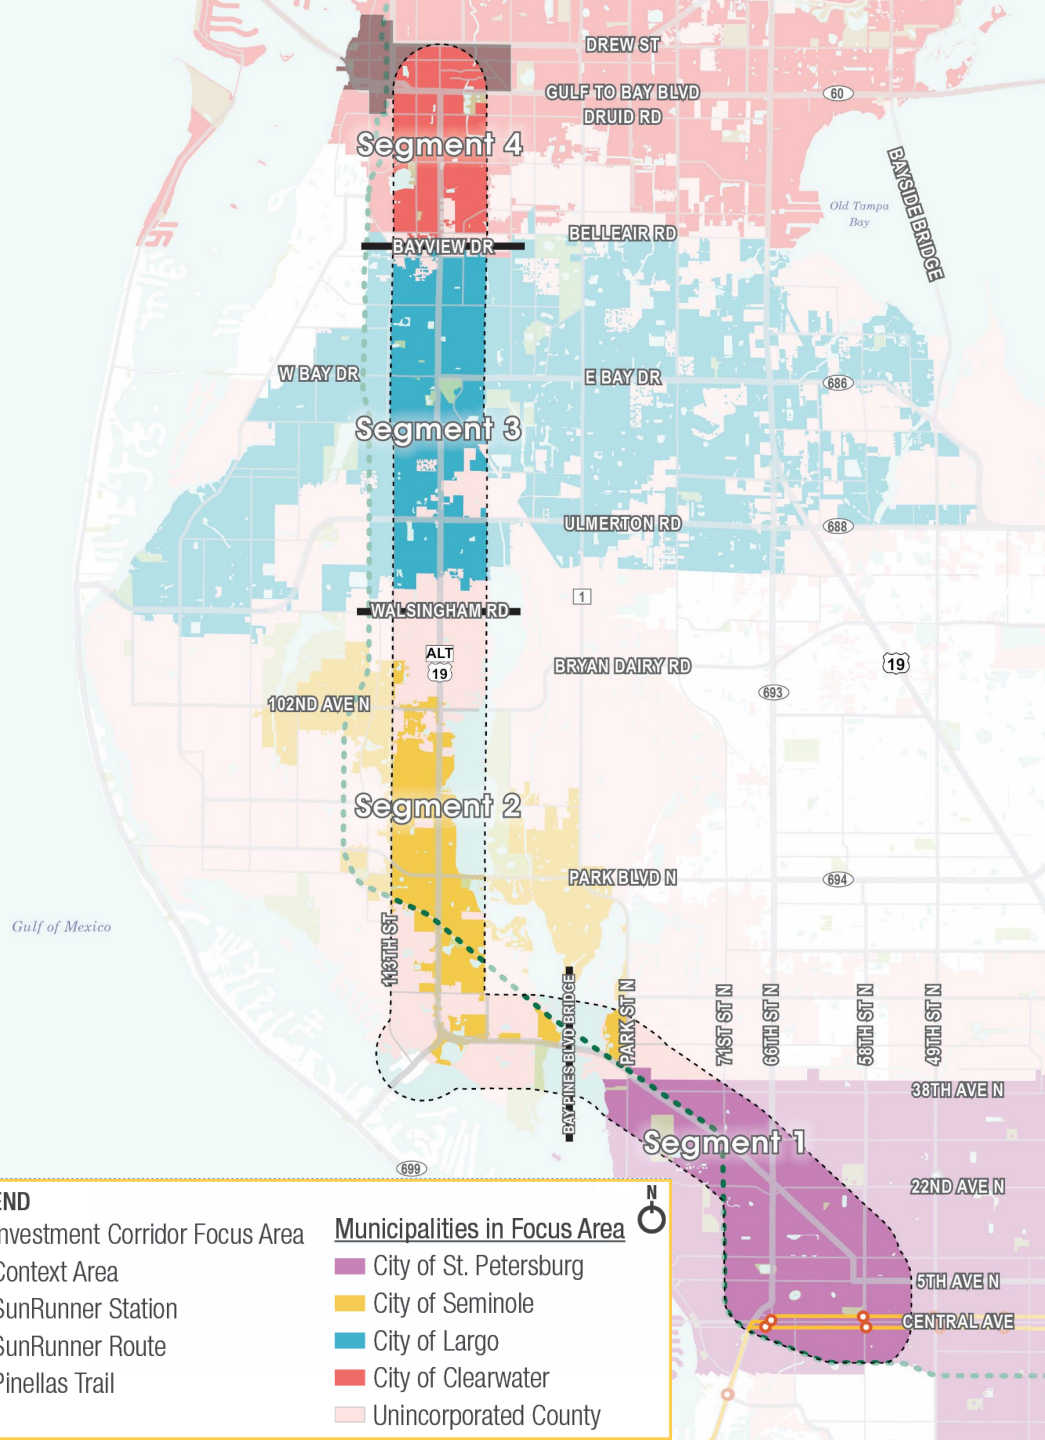 DREW ST
GULF TO BAY BLVD
60
DRUID RD
Segment 4
BAYSIDE BRIDGE
Old Tampa
Bay
BELLEAIR RD
BAYVIEW DR
W BAY DR
E BAY DR
686
Segment 3
ULMERTON RD
688
1
WALSINGHAM RD
ALT
19
BRYAN DAIRY RD
19
693
102ND AVE N
Segment 2
PARK BLVD N
694
Gulf of Mexico
113TH ST
BAY PINES BLVD BRIDGE
PARK ST N
71ST ST N
66TH ST N
58TH ST N
49TH ST N
38TH AVE N
Segment 1
699
22ND AVE N
5TH AVE N
CENTRAL AVE
N
END
nvestment Corridor Focus Area
Context Area
SunRunner Station
SunRunner Route
Pinellas Trail
Municipalities in Focus Area
City of St. Petersburg
City of Seminole
City of Largo
City of Clearwater
Unincorporated County